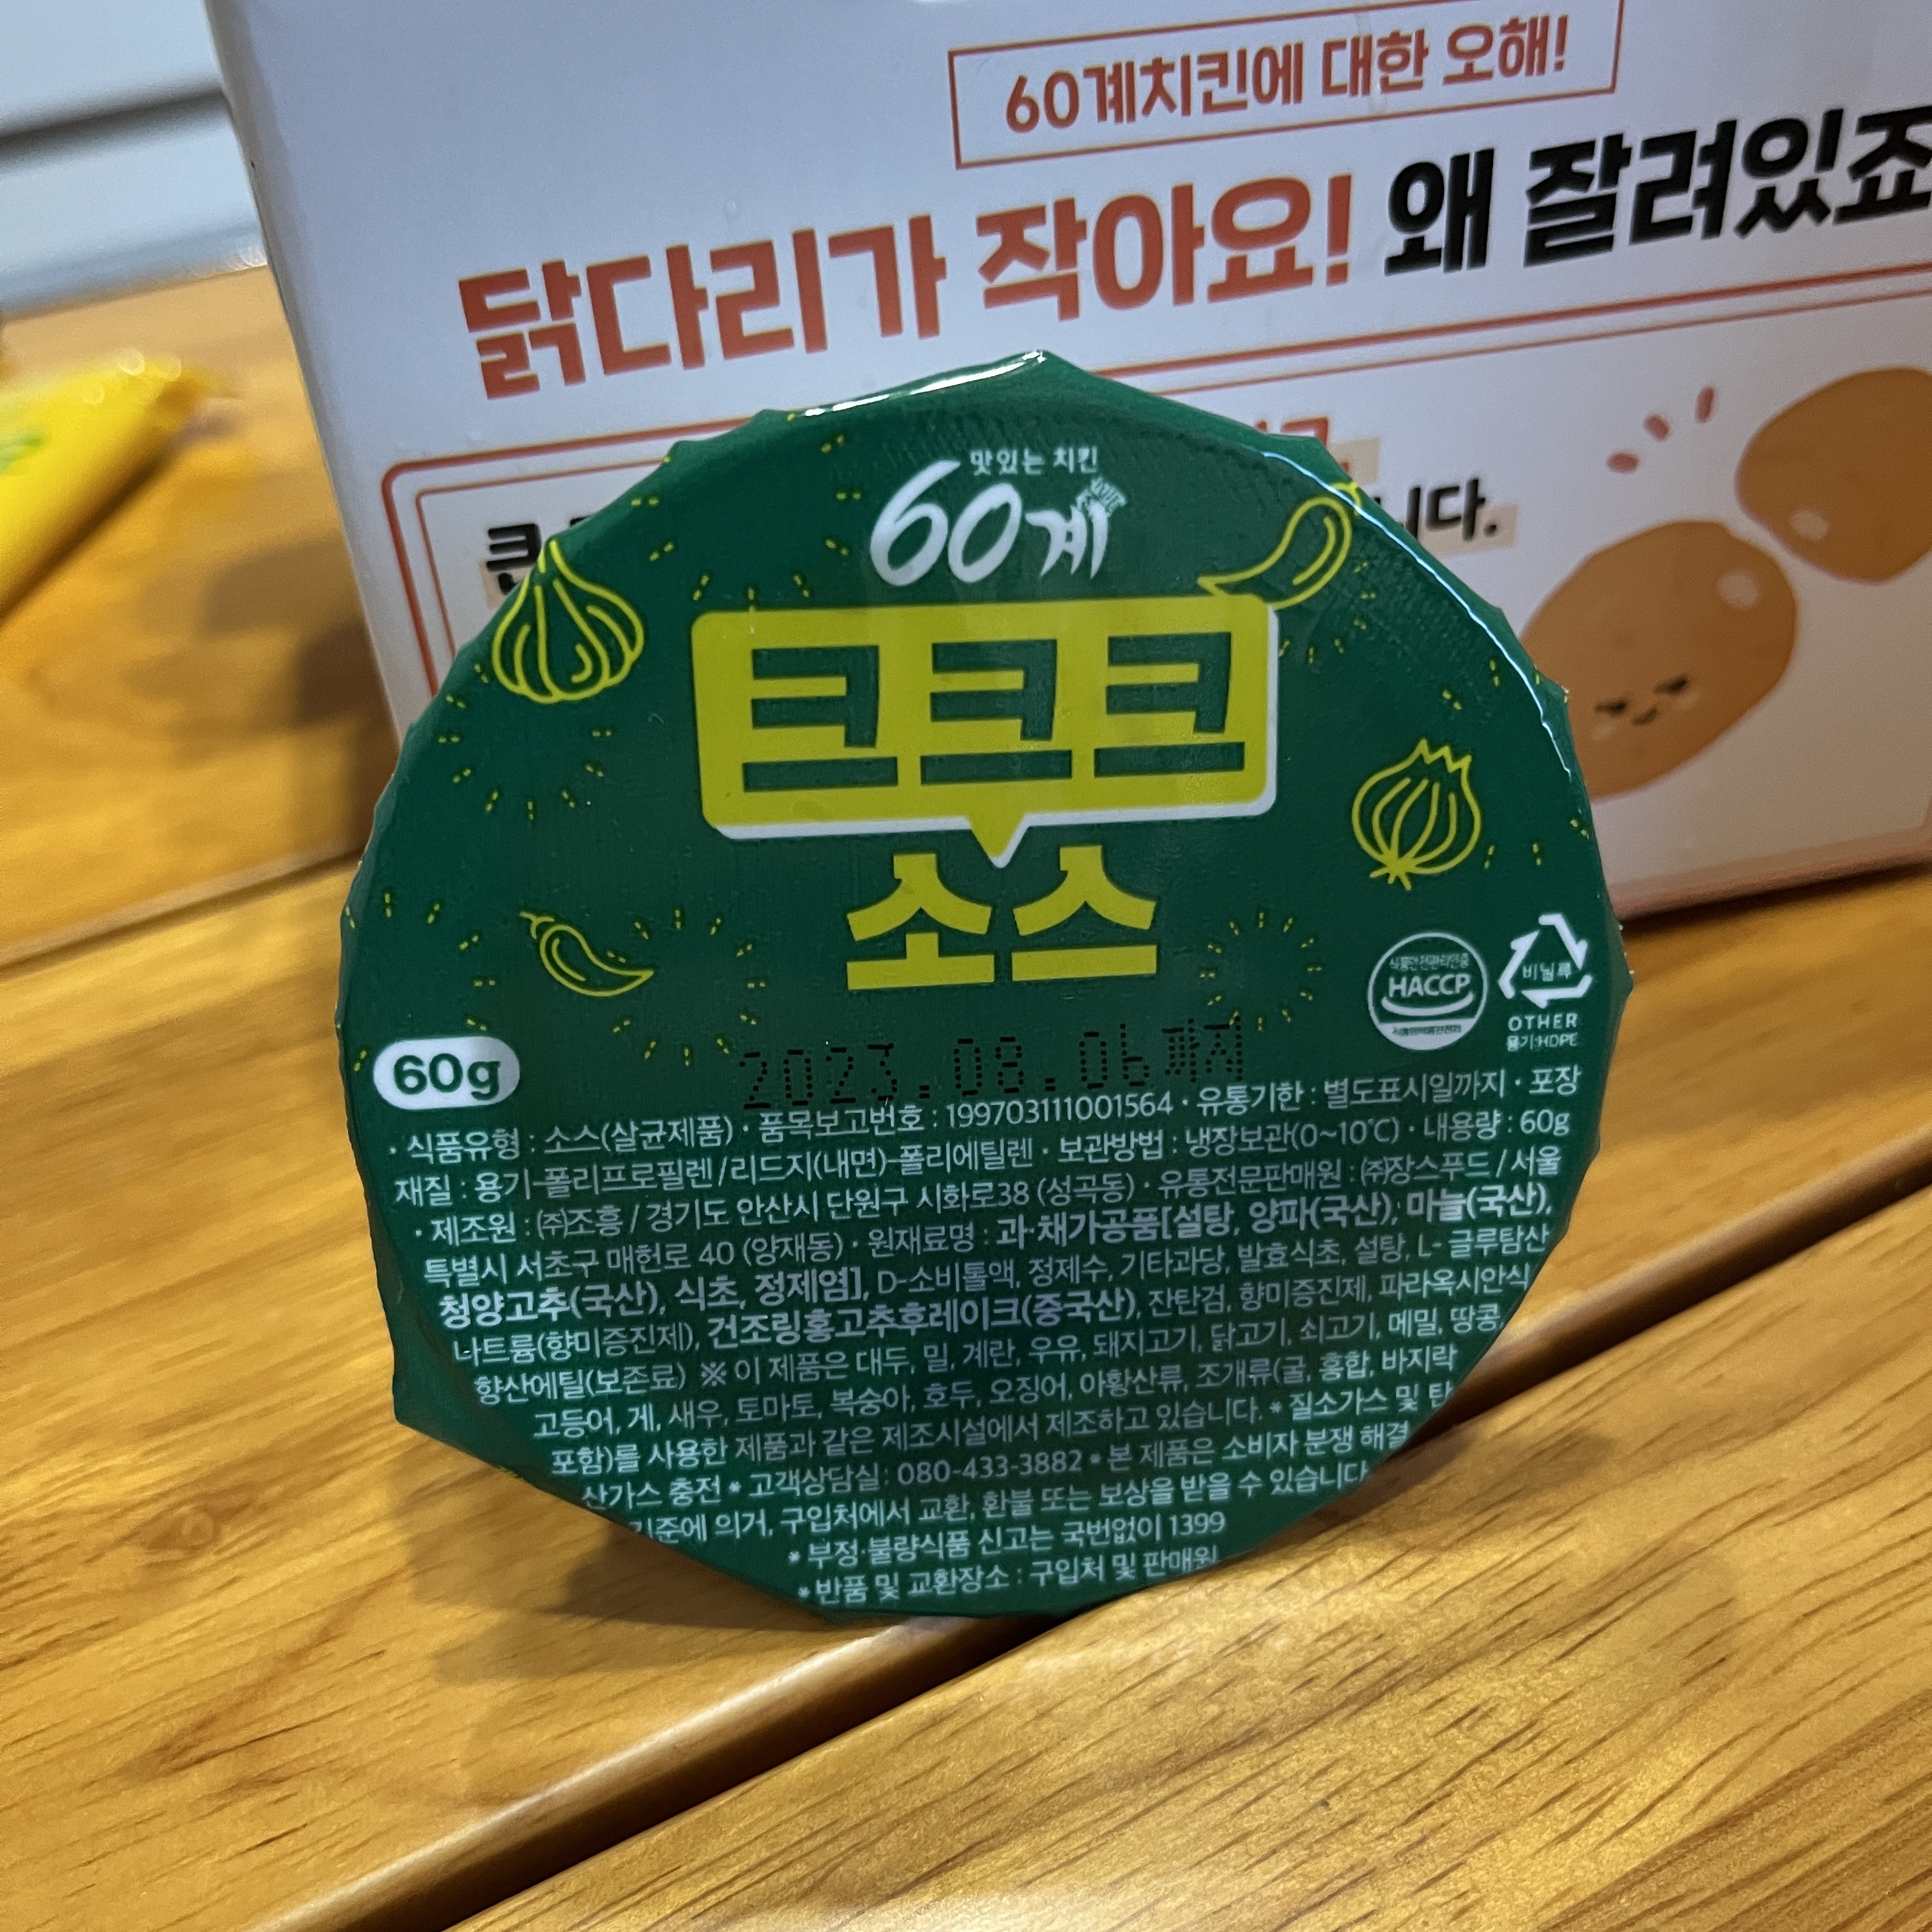 60계치킨에 대한 오해!
닭다리가 작아요! 왜 잘려있죠
큰
니다.
맛있는 치킨
60계
크크크
소스
식품안전관리인증
HACCP
비닐류
OTHER
용기:HDPE
60g
2023.08.06까지
· 식품유형 : 소스(살균제품) · 품목보고번호 : 199703111001564 · 유통기한 : 별도표시일까지 · 포장
재질 : 용기-폴리프로필렌/리드지(내면)-폴리에틸렌 · 보관방법 : 냉장보관(0~10℃) · 내용량 : 60g
· 제조원 : ㈜조흥 / 경기도 안산시 단원구 시화로38 (성곡동) · 유통전문판매원 : ㈜장스푸드 / 서울
특별시 서초구 매헌로 40 (양재동) · 원재료명 : 과·채가공품[설탕, 양파(국산), 마늘(국산),
청양고추(국산), 식초, 정제염], D-소비톨액, 정제수, 기타과당, 발효식초, 설탕, L- 글루탐산
나트륨(향미증진제), 건조링홍고추후레이크(중국산), 잔탄검, 향미증진제, 파라옥시안식
향산에틸(보존료) ※ 이 제품은 대두, 밀, 계란, 우유, 돼지고기, 닭고기, 쇠고기, 메밀, 땅콩,
고등어, 게, 새우, 토마토, 복숭아, 호두, 오징어, 아황산류, 조개류(굴, 홍합, 바지락
포함)를 사용한 제품과 같은 제조시설에서 제조하고 있습니다. * 질소가스 및 탄
산가스 충전 * 고객상담실: 080-433-3882 * 본 제품은 소비자 분쟁 해결
기준에 의거, 구입처에서 교환, 환불 또는 보상을 받을 수 있습니다
* 부정·불량식품 신고는 국번없이 1399
* 반품 및 교환장소 : 구입처 및 판매원